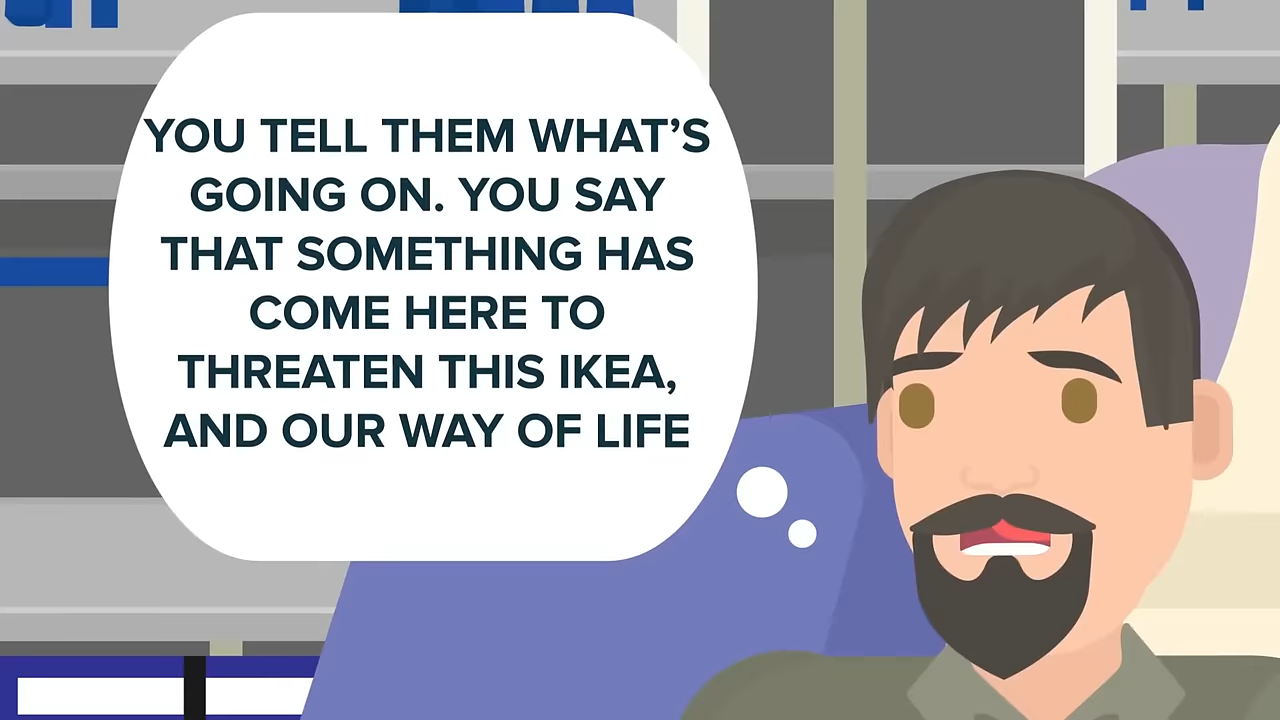 YOU TELL THEM WHAT’S
GOING ON. YOU SAY
THAT SOMETHING HAS
COME HERE TO
THREATEN THIS IKEA,
AND OUR WAY OF LIFE